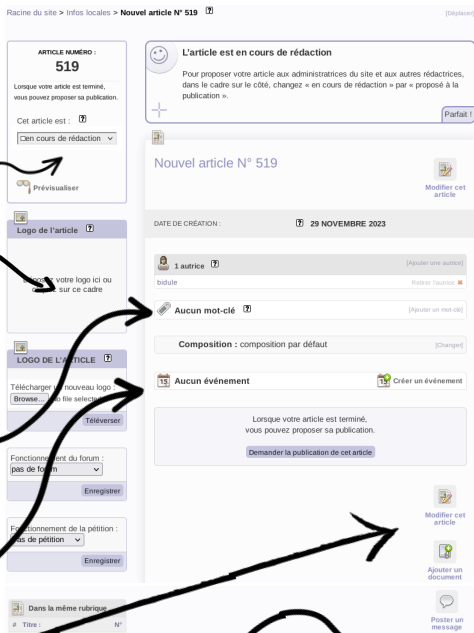 Racine du site > Infos locales > Nouvel article N° 519 ?
[Déplacer]
ARTICLE NUMÉRO :
519
Lorsque votre article est terminé,
vous pouvez proposer sa publication.
Cet article est : ?
en cours de rédaction
Prévisualiser
Logo de l'article ?
votre logo ici ou
sur ce cadre
LOGO DE L'ARTICLE ?
Télécharger un nouveau logo :
Browse... file selected
Téléverser
Fonctionnement du forum :
pas de forum
Enregistrer
Fonctionnement de la pétition :
pas de pétition
Enregistrer
Dans la même rubrique
# Titre : N°
L'article est en cours de rédaction
Pour proposer votre article aux administratrices du site et aux autres rédactrices,
dans le cadre sur le côté, changez « en cours de rédaction » par « proposé à la
publication ».
Parfait !
Nouvel article N° 519
Modifier cet
article
DATE DE CRÉATION : ? 29 NOVEMBRE 2023
1 autrice ? [Ajouter une autrice]
bidule Retirer l'autrice
Aucun mot-clé ? [Ajouter un mot-clé]
Composition : composition par défaut [Changer]
15 Aucun événement 15 Créer un événement
Lorsque votre article est terminé,
vous pouvez proposer sa publication.
Demander la publication de cet article
Modifier cet
article
Ajouter un
document
Poster un
message